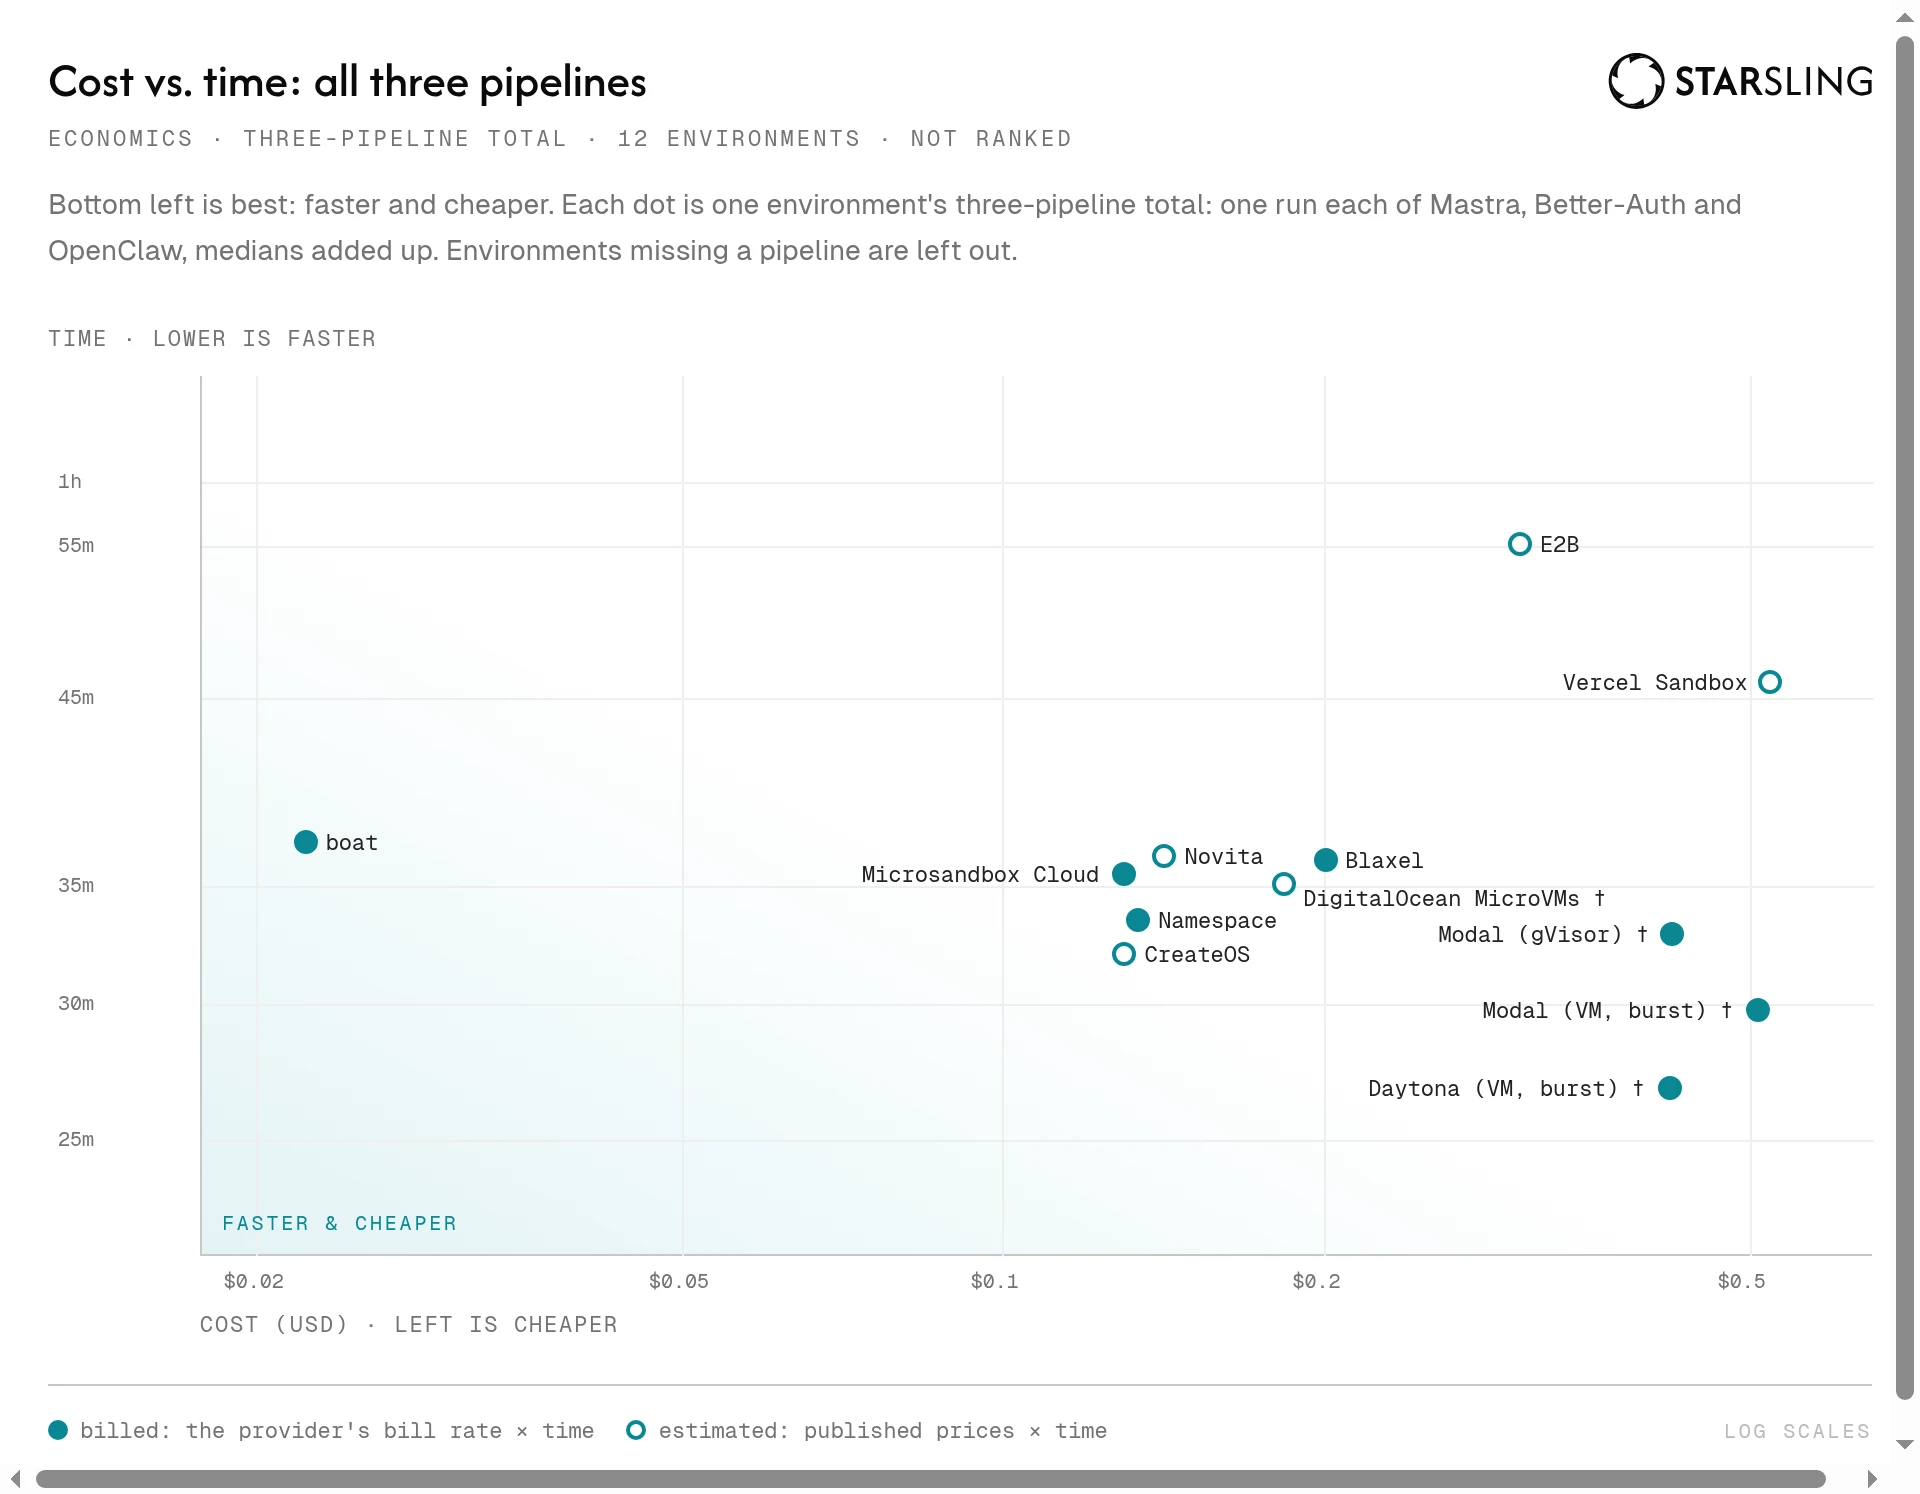 Cost vs. time: all three pipelines
STARSLING
ECONOMICS · THREE-PIPELINE TOTAL · 12 ENVIRONMENTS · NOT RANKED
Bottom left is best: faster and cheaper. Each dot is one environment's three-pipeline total: one run each of Mastra, Better-Auth and
OpenClaw, medians added up. Environments missing a pipeline are left out.
TIME · LOWER IS FASTER
1h
55m
E2B
Vercel Sandbox
45m
boat
Novita
Blaxel
Microsandbox Cloud
35m
DigitalOcean MicroVMs †
Namespace
Modal (gVisor) †
CreateOS
30m
Modal (VM, burst) †
Daytona (VM, burst) †
25m
FASTER & CHEAPER
$0.02
$0.05
$0.1
$0.2
$0.5
COST (USD) · LEFT IS CHEAPER
billed: the provider's bill rate × time
estimated: published prices × time
LOG SCALES